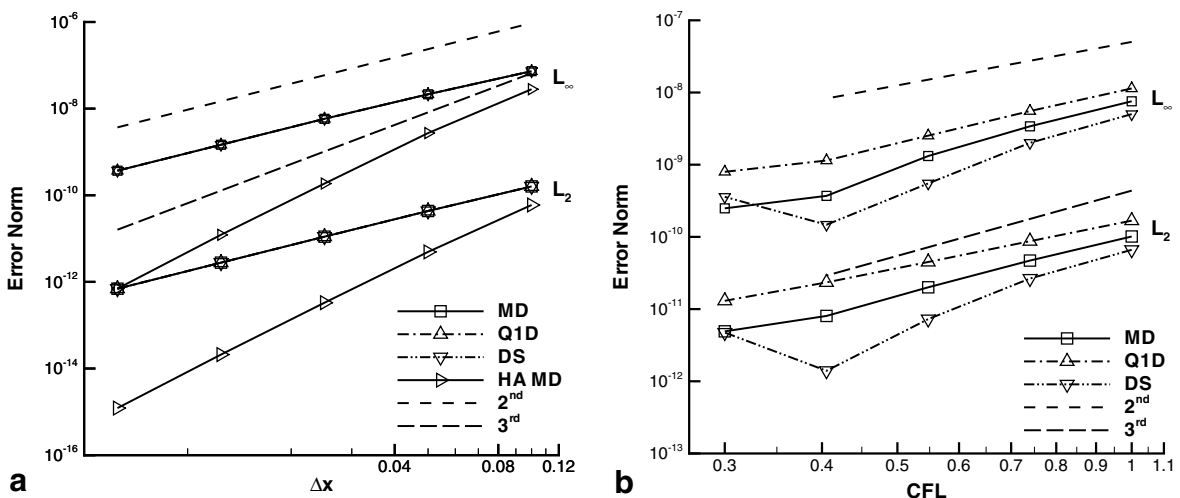 10^-6
10^-8
10^-10
10^-12
10^-14
10^-16
Error Norm
L∞
L2
MD
Q1D
DS
HA MD
2nd
3rd
0.04 0.08 0.12
Δx
a
10^-7
10^-8
10^-9
10^-10
10^-11
10^-12
10^-13
Error Norm
L∞
L2
MD
Q1D
DS
2nd
3rd
0.3 0.4 0.5 0.6 0.7 0.8 0.9 1 1.1
CFL
b